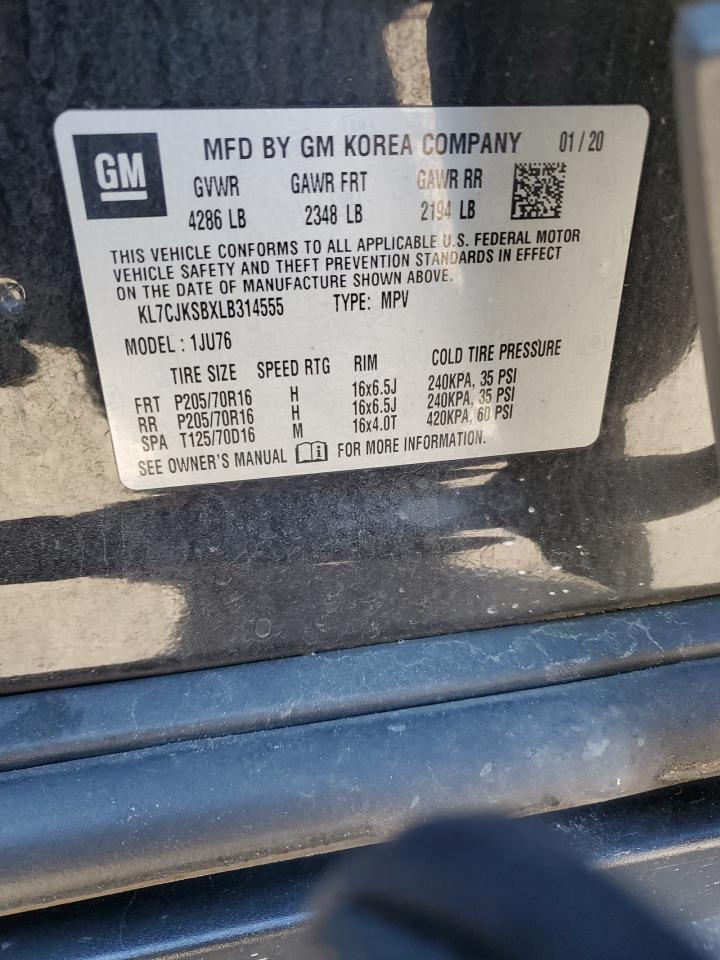 GM
MFD BY GM KOREA COMPANY 01 / 20
GVWR GAWR FRT GAWR RR
4286 LB 2348 LB 2194 LB
THIS VEHICLE CONFORMS TO ALL APPLICABLE U.S. FEDERAL MOTOR
VEHICLE SAFETY AND THEFT PREVENTION STANDARDS IN EFFECT
ON THE DATE OF MANUFACTURE SHOWN ABOVE.
KL7CJKSBXLB314555 TYPE: MPV
MODEL : 1JU76
TIRE SIZE SPEED RTG RIM COLD TIRE PRESSURE
FRT P205/70R16 H 16x6.5J 240KPA, 35 PSI
RR P205/70R16 H 16x6.5J 240KPA, 35 PSI
SPA T125/70D16 M 16x4.0T 420KPA, 60 PSI
SEE OWNER'S MANUAL i FOR MORE INFORMATION.